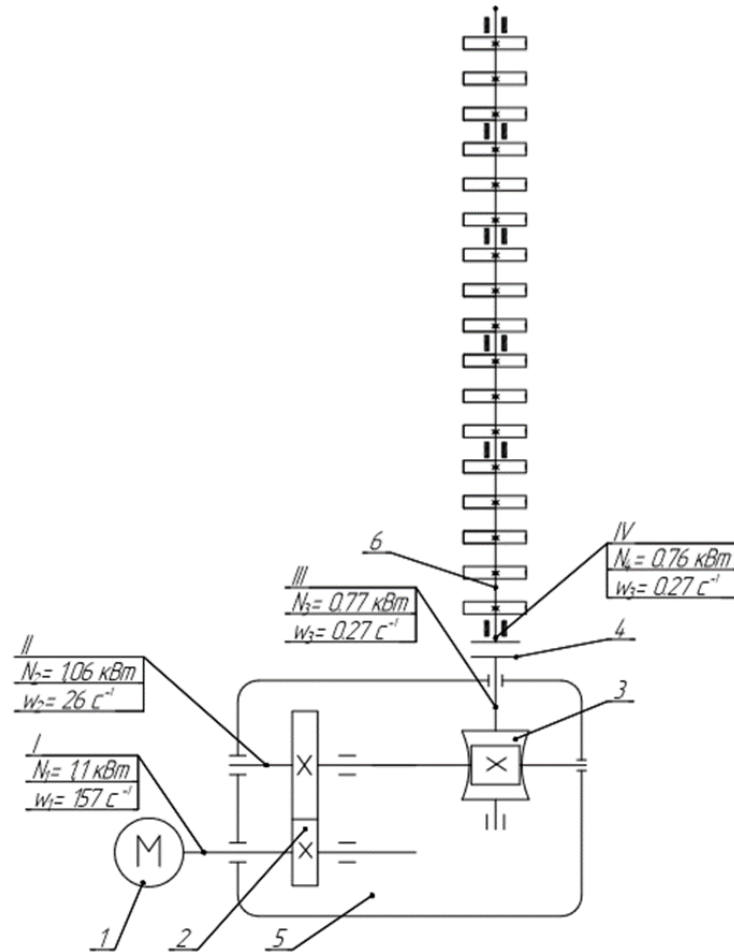 6
IV
N₄= 0.76 кВт
w₃= 0.27 с⁻¹
III
N₃= 0.77 кВт
w₃= 0.27 с⁻¹
4
II
N₂= 1.06 кВт
w₂= 26 с⁻¹
3
I
N₁= 1,1 кВт
w₁= 157 с⁻¹
M
1
2
5